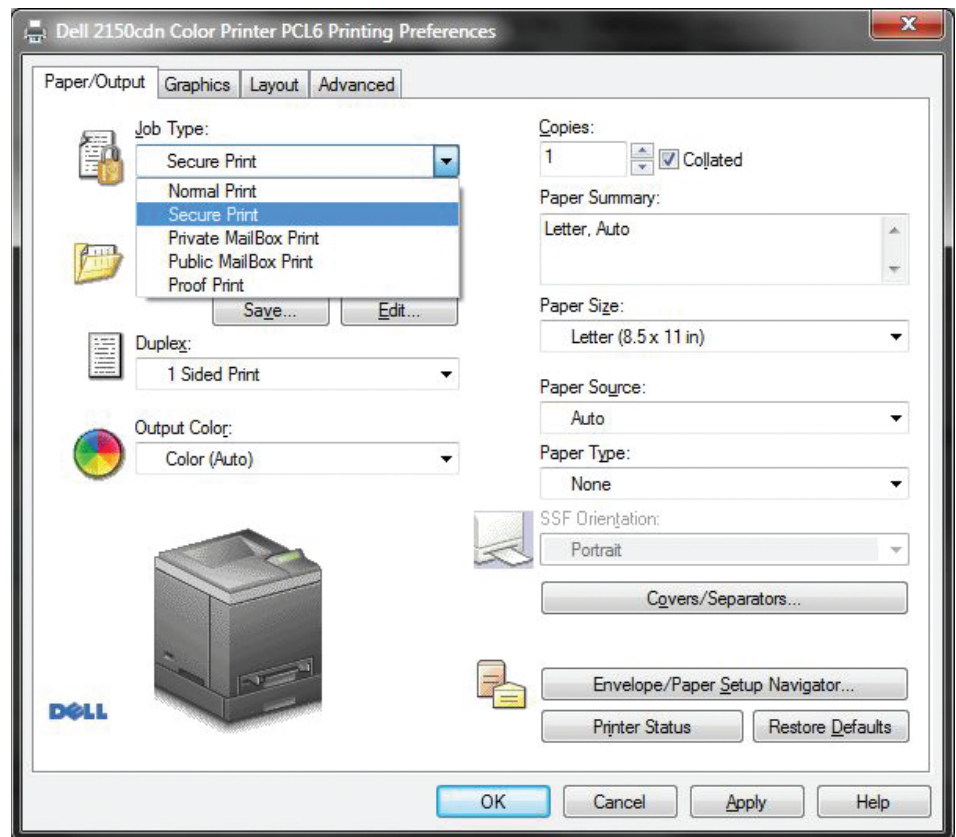 Dell 2150cdn Color Printer PCL6 Printing Preferences
Paper/Output Graphics Layout Advanced
Job Type:
Secure Print
Normal Print
Secure Print
Private MailBox Print
Public MailBox Print
Proof Print
Save... Edit...
Duplex:
1 Sided Print
Output Color:
Color (Auto)
DELL
Copies:
1 Collated
Paper Summary:
Letter, Auto
Paper Size:
Letter (8.5 x 11 in)
Paper Source:
Auto
Paper Type:
None
SSF Orientation:
Portrait
Covers/Separators...
Envelope/Paper Setup Navigator...
Printer Status Restore Defaults
OK Cancel Apply Help